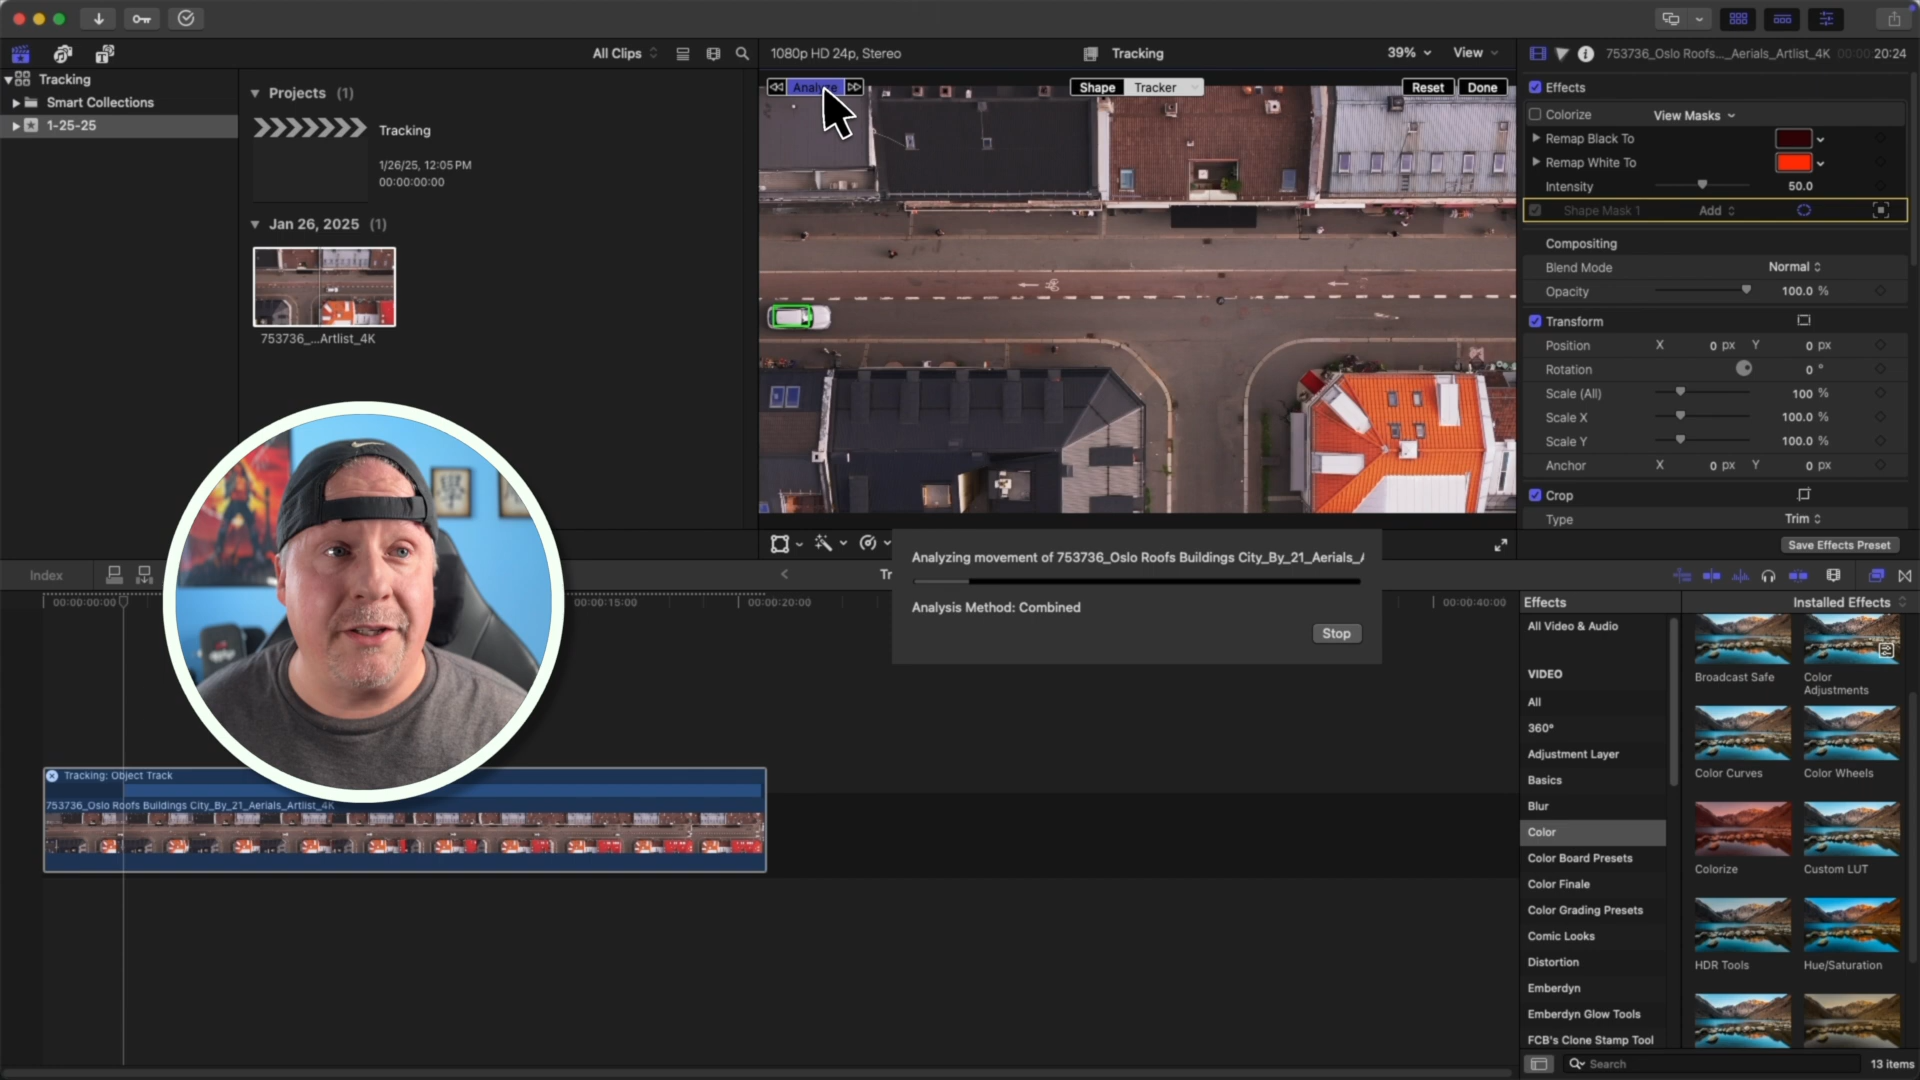 All Clips
1080p HD 24p, Stereo
Tracking
39%
View
753736_Oslo Roofs..._Aerials_Artlist_4K
00:00:20:24
Tracking
Smart Collections
1-25-25
Projects (1)
Tracking
1/26/25, 12:05 PM
00:00:00:00
Jan 26, 2025 (1)
753736_...Artlist_4K
Analyze
Shape
Tracker
Reset
Done
Effects
Colorize
View Masks
Remap Black To
Remap White To
Intensity
50.0
Shape Mask 1
Add
Compositing
Blend Mode
Normal
Opacity
100.0 %
Transform
Position
X 0 px Y 0 px
Rotation
0 °
Scale (All)
100 %
Scale X
100.0 %
Scale Y
100.0 %
Anchor
X 0 px Y 0 px
Crop
Type
Trim
Save Effects Preset
Analyzing movement of 753736_Oslo Roofs Buildings City_By_21_Aerials_
Analysis Method: Combined
Stop
Index
Tr
00:00:00:00
00:00:15:00
00:00:20:00
00:00:40:00
Tracking: Object Track
753736_Oslo Roofs Buildings City_By_21_Aerials_Artlist_4K
Effects
Installed Effects
All Video & Audio
VIDEO
All
360°
Adjustment Layer
Basics
Blur
Color
Color Board Presets
Color Finale
Color Grading Presets
Comic Looks
Distortion
Emberdyn
Emberdyn Glow Tools
FCB's Clone Stamp Tool
Broadcast Safe
Color
Adjustments
Color Curves
Color Wheels
Colorize
Custom LUT
HDR Tools
Hue/Saturation
Search
13 items